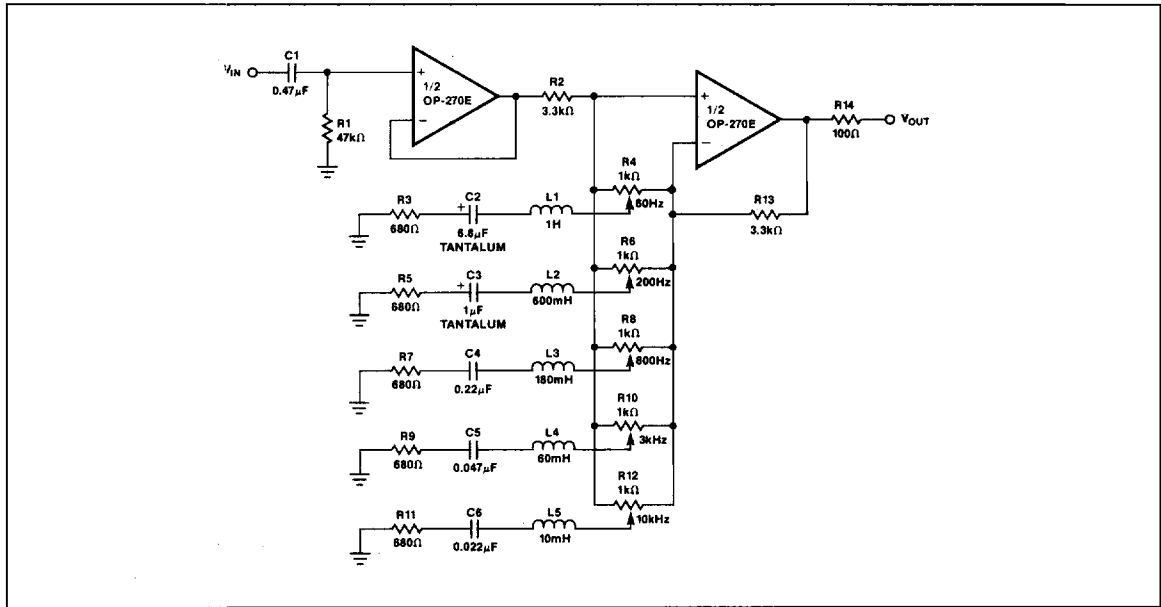 VIN
C1
0.47µF
R1
47kΩ
+
1/2
OP-270E
–
R2
3.3kΩ
+
1/2
OP-270E
–
R14
100Ω
VOUT
R13
3.3kΩ
R3
680Ω
+
C2
6.8µF
TANTALUM
L1
1H
R4
1kΩ
60Hz
R5
680Ω
+
C3
1µF
TANTALUM
L2
600mH
R6
1kΩ
200Hz
R7
680Ω
C4
0.22µF
L3
180mH
R8
1kΩ
800Hz
R9
680Ω
C5
0.047µF
L4
60mH
R10
1kΩ
3kHz
R11
680Ω
C6
0.022µF
L5
10mH
R12
1kΩ
10kHz